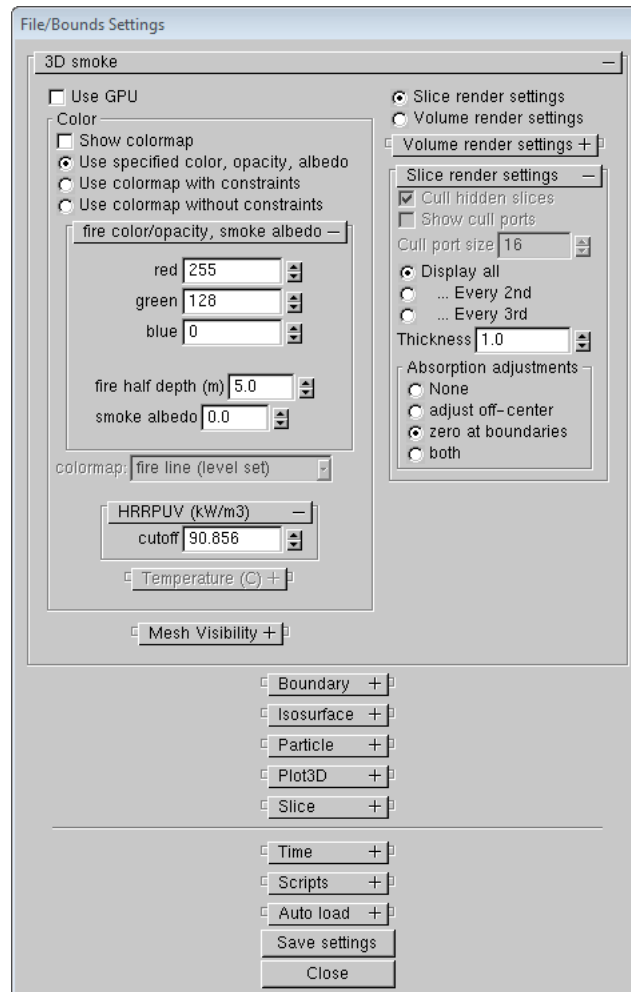 File/Bounds Settings
3D smoke
Use GPU
Color
Show colormap
Use specified color, opacity, albedo
Use colormap with constraints
Use colormap without constraints
fire color/opacity, smoke albedo
red 255
green 128
blue 0
fire half depth (m) 5.0
smoke albedo 0.0
colormap: fire line (level set)
HRRPUV (kW/m3)
cutoff 90.856
Temperature (C) +
Mesh Visibility +
Slice render settings
Volume render settings
Volume render settings +
Slice render settings
Cull hidden slices
Show cull ports
Cull port size 16
Display all
... Every 2nd
... Every 3rd
Thickness 1.0
Absorption adjustments
None
adjust off-center
zero at boundaries
both
Boundary +
Isosurface +
Particle +
Plot3D +
Slice +
Time +
Scripts +
Auto load +
Save settings
Close